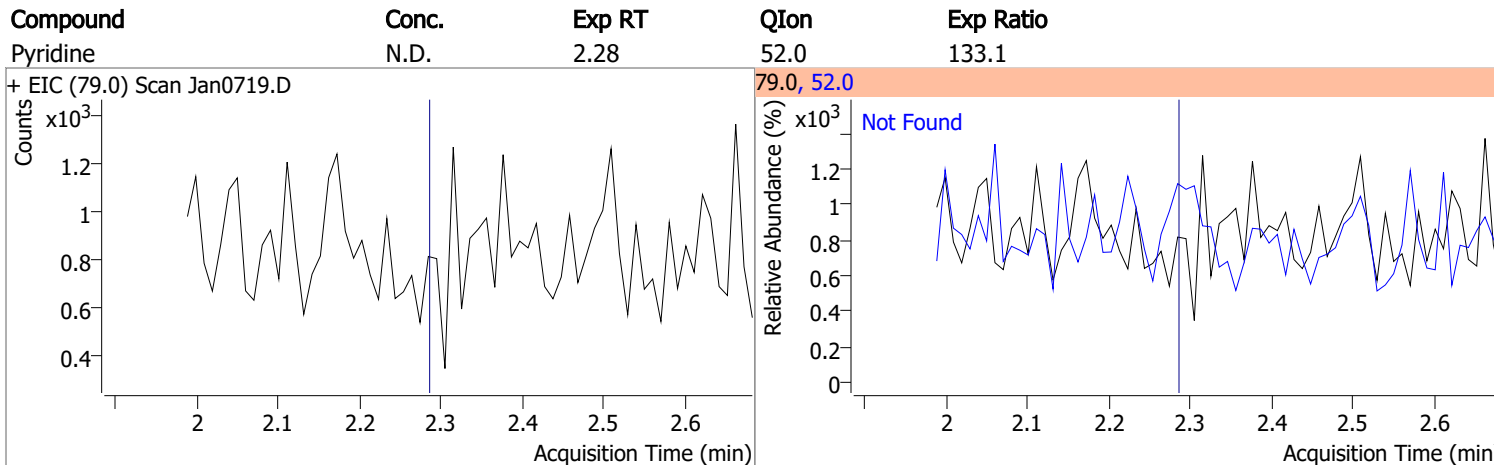 Compound Conc. Exp RT QIon Exp Ratio
Pyridine N.D. 2.28 52.0 133.1
+ EIC (79.0) Scan Jan0719.D
Counts
x10³
1.2
1
0.8
0.6
0.4
2 2.1 2.2 2.3 2.4 2.5 2.6
Acquisition Time (min)
79.0, 52.0
Relative Abundance (%)
x10³
Not Found
1.2
1
0.8
0.6
0.4
0.2
0
2 2.1 2.2 2.3 2.4 2.5 2.6
Acquisition Time (min